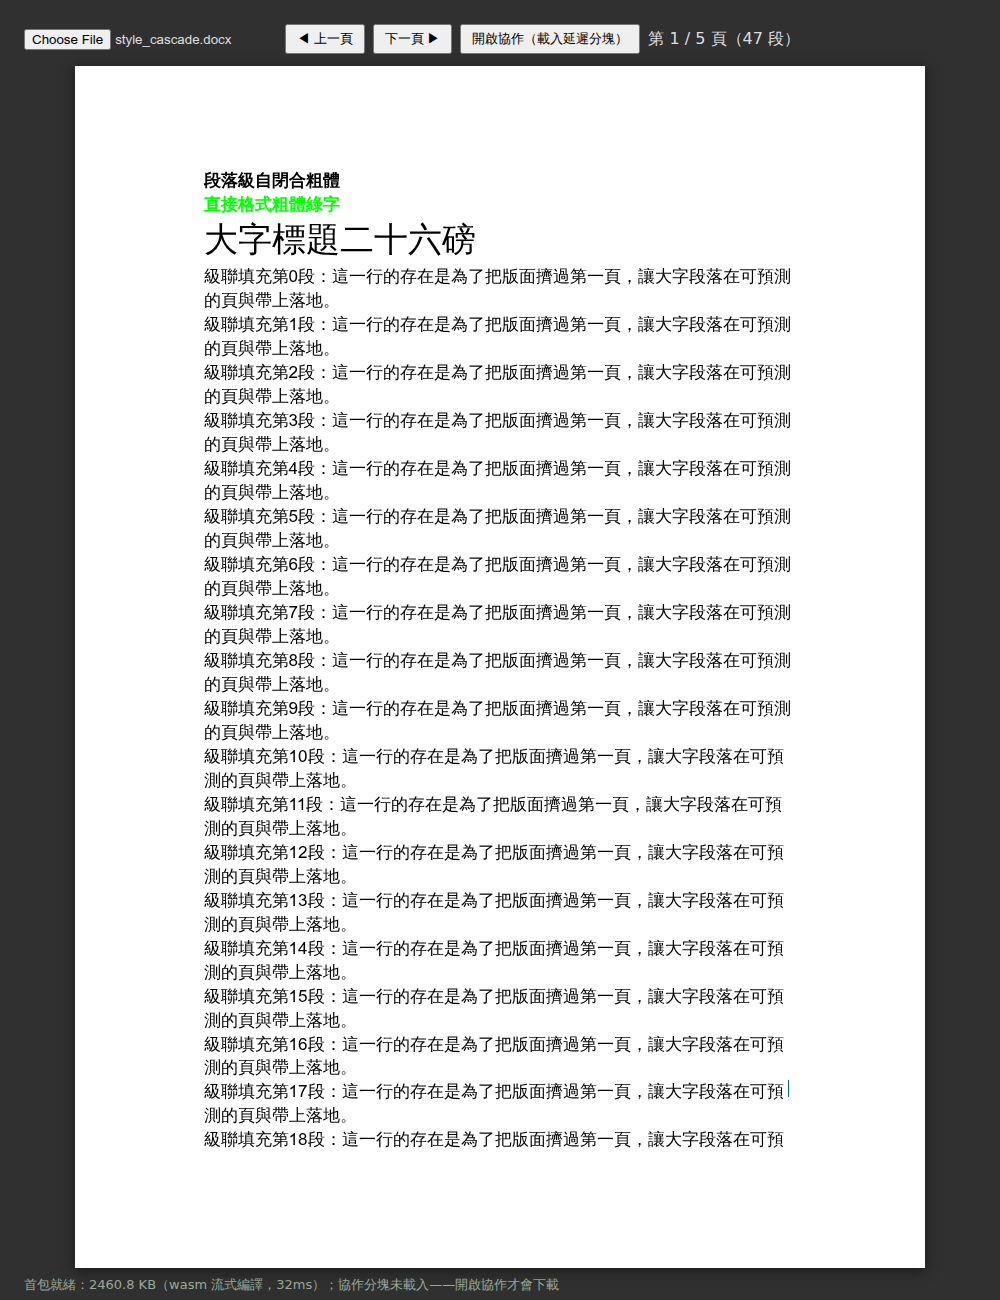 Choose File style_cascade.docx ◀ 上一頁 下一頁 ▶ 開啟協作（載入延遲分塊） 第 1 / 5 頁（47 段）
段落級自閉合粗體
直接格式粗體綠字
大字標題二十六磅
級聯填充第0段：這一行的存在是為了把版面擠過第一頁，讓大字段落在可預測
的頁與帶上落地。
級聯填充第1段：這一行的存在是為了把版面擠過第一頁，讓大字段落在可預測
的頁與帶上落地。
級聯填充第2段：這一行的存在是為了把版面擠過第一頁，讓大字段落在可預測
的頁與帶上落地。
級聯填充第3段：這一行的存在是為了把版面擠過第一頁，讓大字段落在可預測
的頁與帶上落地。
級聯填充第4段：這一行的存在是為了把版面擠過第一頁，讓大字段落在可預測
的頁與帶上落地。
級聯填充第5段：這一行的存在是為了把版面擠過第一頁，讓大字段落在可預測
的頁與帶上落地。
級聯填充第6段：這一行的存在是為了把版面擠過第一頁，讓大字段落在可預測
的頁與帶上落地。
級聯填充第7段：這一行的存在是為了把版面擠過第一頁，讓大字段落在可預測
的頁與帶上落地。
級聯填充第8段：這一行的存在是為了把版面擠過第一頁，讓大字段落在可預測
的頁與帶上落地。
級聯填充第9段：這一行的存在是為了把版面擠過第一頁，讓大字段落在可預測
的頁與帶上落地。
級聯填充第10段：這一行的存在是為了把版面擠過第一頁，讓大字段落在可預
測的頁與帶上落地。
級聯填充第11段：這一行的存在是為了把版面擠過第一頁，讓大字段落在可預
測的頁與帶上落地。
級聯填充第12段：這一行的存在是為了把版面擠過第一頁，讓大字段落在可預
測的頁與帶上落地。
級聯填充第13段：這一行的存在是為了把版面擠過第一頁，讓大字段落在可預
測的頁與帶上落地。
級聯填充第14段：這一行的存在是為了把版面擠過第一頁，讓大字段落在可預
測的頁與帶上落地。
級聯填充第15段：這一行的存在是為了把版面擠過第一頁，讓大字段落在可預
測的頁與帶上落地。
級聯填充第16段：這一行的存在是為了把版面擠過第一頁，讓大字段落在可預
測的頁與帶上落地。
級聯填充第17段：這一行的存在是為了把版面擠過第一頁，讓大字段落在可預
測的頁與帶上落地。
級聯填充第18段：這一行的存在是為了把版面擠過第一頁，讓大字段落在可預
首包就緒：2460.8 KB（wasm 流式編譯，32ms）；協作分塊未載入——開啟協作才會下載